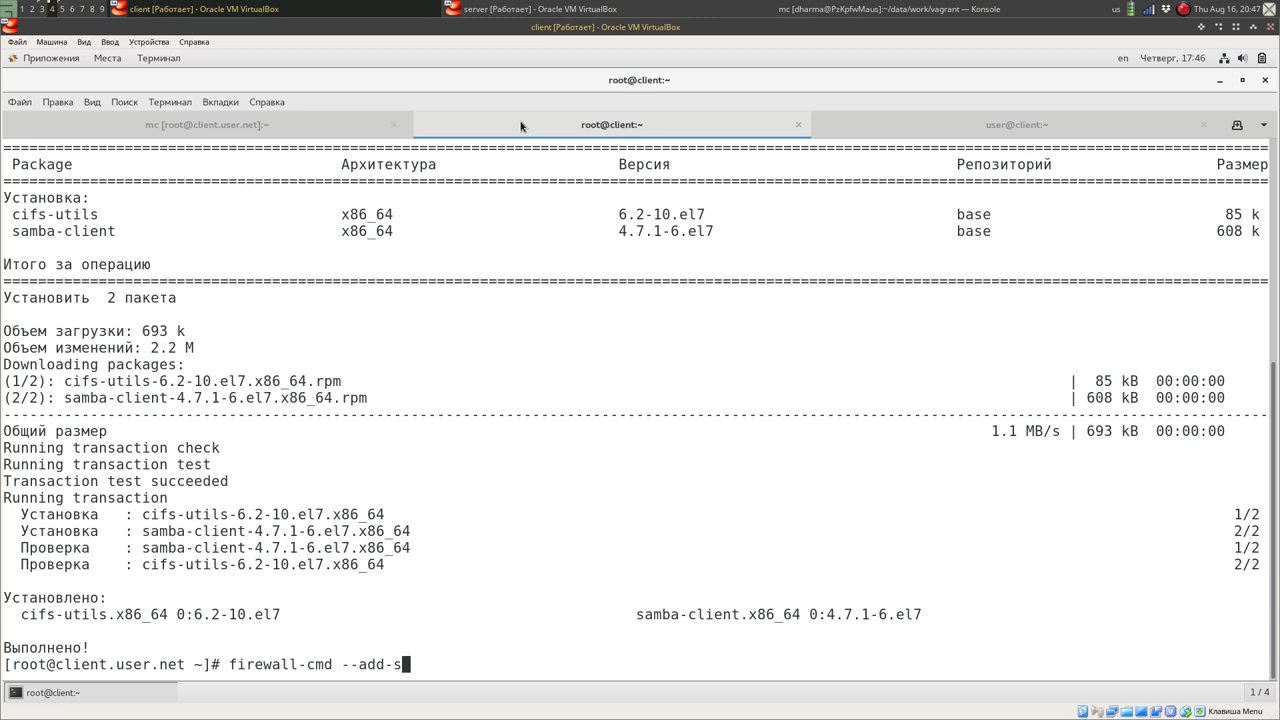 1 2 3 4 5 6 7 8 9 client [Работает] - Oracle VM VirtualBox server [Работает] - Oracle VM VirtualBox mc [dharma@PzKpfwMaus]:~/data/work/vagrant — Konsole us Thu Aug 16, 20:47
client [Работает] - Oracle VM VirtualBox
Файл Машина Вид Ввод Устройства Справка
Приложения Места Терминал en Четверг, 17:46
root@client:~
Файл Правка Вид Поиск Терминал Вкладки Справка
mc [root@client.user.net]:~ root@client:~ user@client:~
Package Архитектура Версия Репозиторий Размер
Установка:
cifs-utils x86_64 6.2-10.el7 base 85 k
samba-client x86_64 4.7.1-6.el7 base 608 k
Итого за операцию
Установить  2 пакета
Объем загрузки: 693 k
Объем изменений: 2.2 M
Downloading packages:
(1/2): cifs-utils-6.2-10.el7.x86_64.rpm | 85 kB 00:00:00
(2/2): samba-client-4.7.1-6.el7.x86_64.rpm | 608 kB 00:00:00
Общий размер 1.1 MB/s | 693 kB 00:00:00
Running transaction check
Running transaction test
Transaction test succeeded
Running transaction
Установка : cifs-utils-6.2-10.el7.x86_64 1/2
Установка : samba-client-4.7.1-6.el7.x86_64 2/2
Проверка : samba-client-4.7.1-6.el7.x86_64 1/2
Проверка : cifs-utils-6.2-10.el7.x86_64 2/2
Установлено:
cifs-utils.x86_64 0:6.2-10.el7 samba-client.x86_64 0:4.7.1-6.el7
Выполнено!
[root@client.user.net ~]# firewall-cmd --add-s
root@client:~ 1 / 4
Клавиша Menu